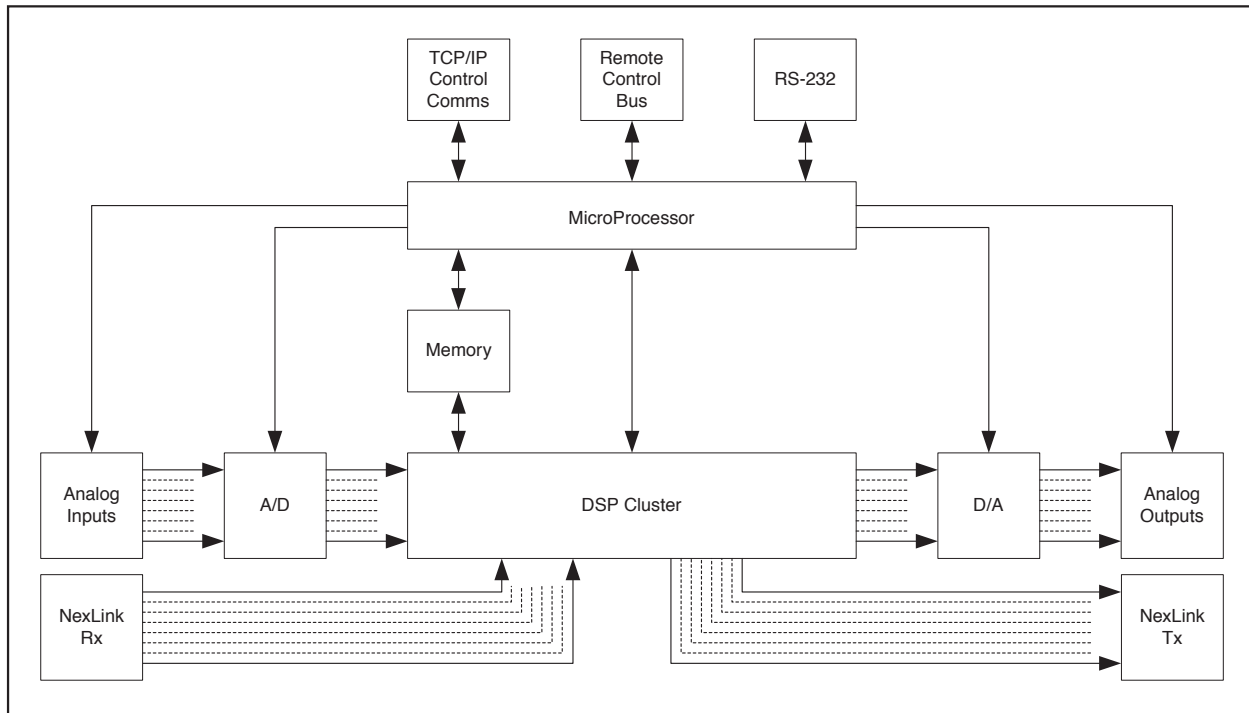 TCP/IP
Control
Comms
Remote
Control
Bus
RS-232
MicroProcessor
Memory
Analog
Inputs
A/D
DSP Cluster
D/A
Analog
Outputs
NexLink
Rx
NexLink
Tx